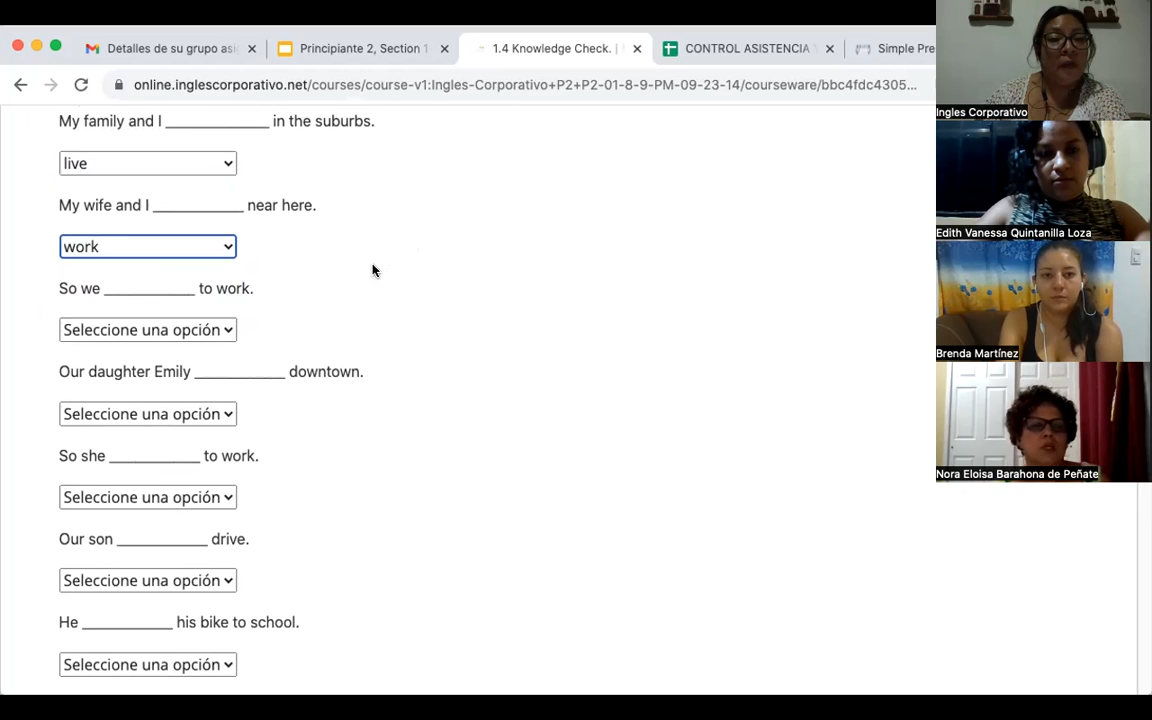 Detalles de su grupo asi
Principiante 2, Section 1
1.4 Knowledge Check. |
CONTROL ASISTENCIA
Simple Pre
online.inglescorporativo.net/courses/course-v1:Ingles-Corporativo+P2+P2-01-8-9-PM-09-23-14/courseware/bbc4fdc4305...
My family and I _____________ in the suburbs.
live
My wife and I ___________ near here.
work
So we ___________ to work.
Seleccione una opción
Our daughter Emily ___________ downtown.
Seleccione una opción
So she ___________ to work.
Seleccione una opción
Our son ___________ drive.
Seleccione una opción
He ___________ his bike to school.
Seleccione una opción
Ingles Corporativo
Edith Vanessa Quintanilla Loza
Brenda Martínez
Nora Eloisa Barahona de Peñate